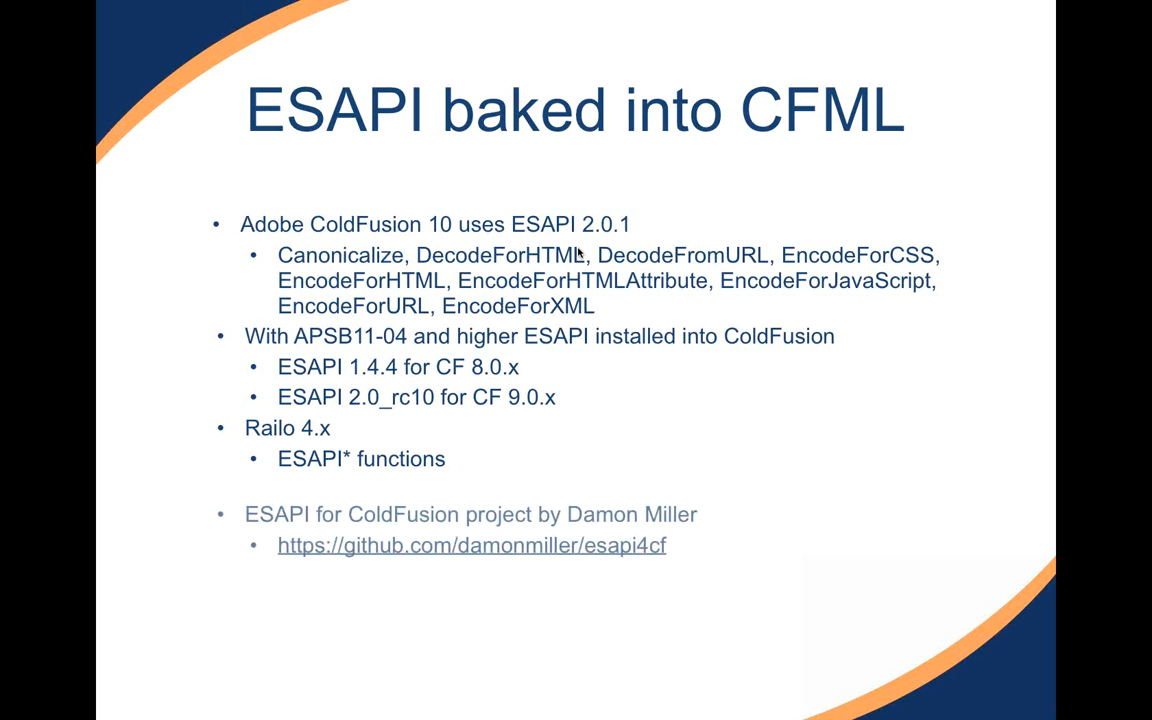 ESAPI baked into CFML
• Adobe ColdFusion 10 uses ESAPI 2.0.1
• Canonicalize, DecodeForHTML, DecodeFromURL, EncodeForCSS,
EncodeForHTML, EncodeForHTMLAttribute, EncodeForJavaScript,
EncodeForURL, EncodeForXML
• With APSB11-04 and higher ESAPI installed into ColdFusion
• ESAPI 1.4.4 for CF 8.0.x
• ESAPI 2.0_rc10 for CF 9.0.x
• Railo 4.x
• ESAPI* functions
• ESAPI for ColdFusion project by Damon Miller
• https://github.com/damonmiller/esapi4cf